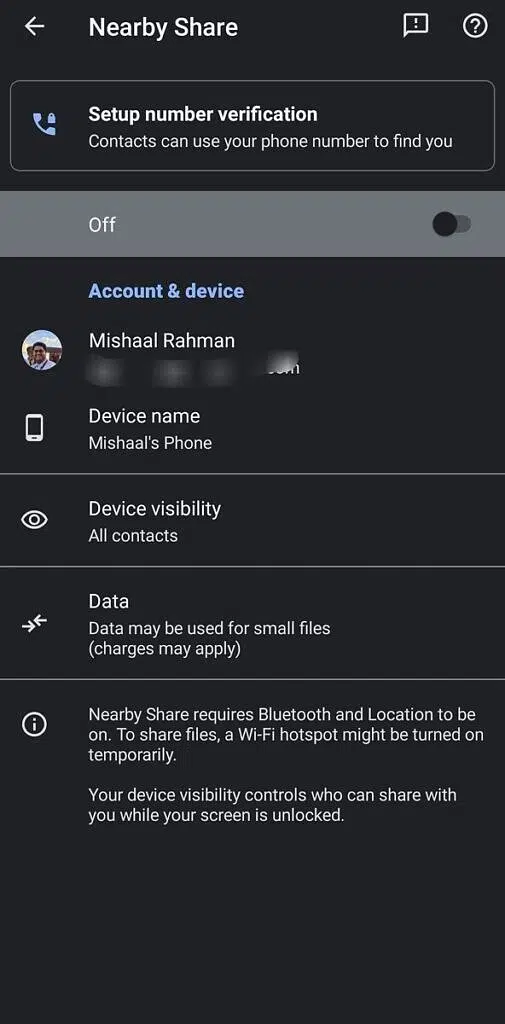 Nearby Share
Setup number verification
Contacts can use your phone number to find you
Off
Account & device
Mishaal Rahman
Device name
Mishaal's Phone
Device visibility
All contacts
Data
Data may be used for small files
(charges may apply)
Nearby Share requires Bluetooth and Location to be
on. To share files, a Wi-Fi hotspot might be turned on
temporarily.
Your device visibility controls who can share with
you while your screen is unlocked.